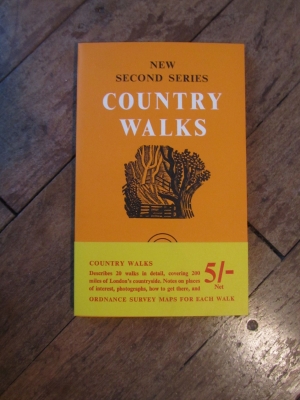 NEW
SECOND SERIES
COUNTRY
WALKS
COUNTRY WALKS
Describes 20 walks in detail, covering 200
miles of London's countryside. Notes on places
of interest, photographs, how to get there, and
ORDNANCE SURVEY MAPS FOR EACH WALK
5/-
Net